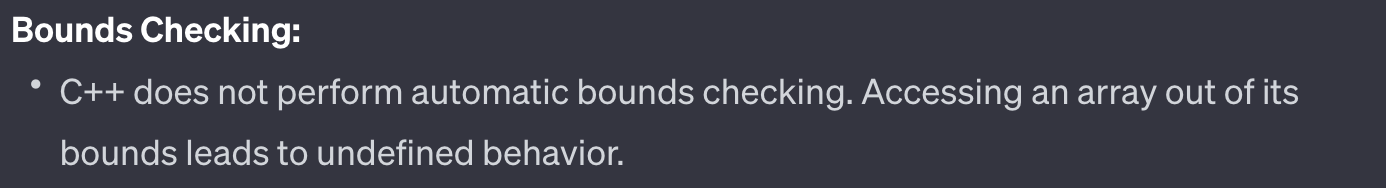 Bounds Checking:
• C++ does not perform automatic bounds checking. Accessing an array out of its
bounds leads to undefined behavior.